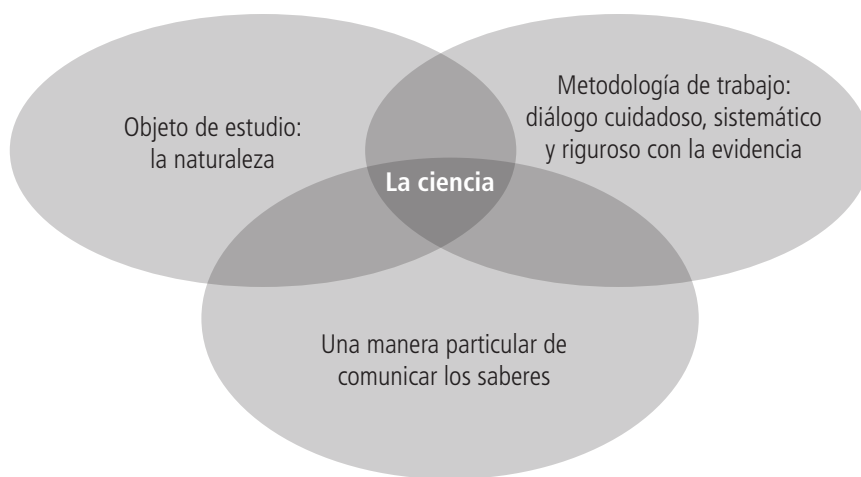 Objeto de estudio:
la naturaleza
Metodología de trabajo:
diálogo cuidadoso, sistemático
y riguroso con la evidencia
La ciencia
Una manera particular de
comunicar los saberes